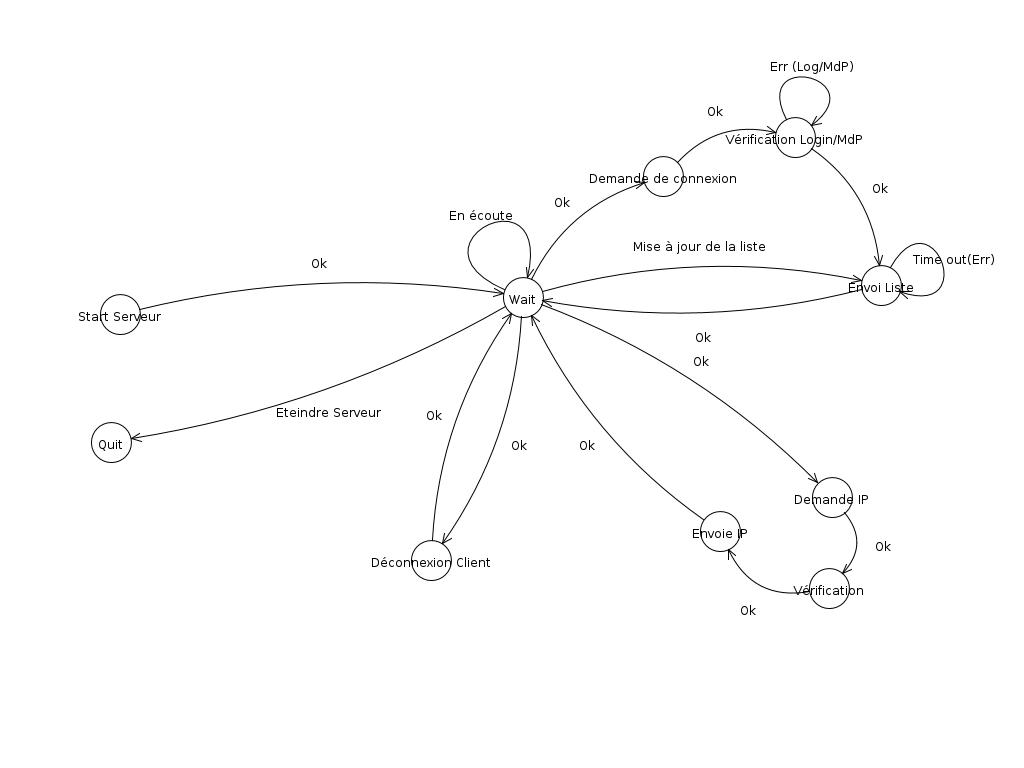 Err (Log/MdP)
Ok
Vérification Login/MdP
Demande de connexion
Ok
Ok
En écoute
Mise à jour de la liste
Time out(Err)
Ok
Envoi Liste
Wait
Start Serveur
Ok
Ok
Eteindre Serveur
Ok
Quit
Ok
Ok
Demande IP
Envoie IP
Ok
Déconnexion Client
Vérification
Ok